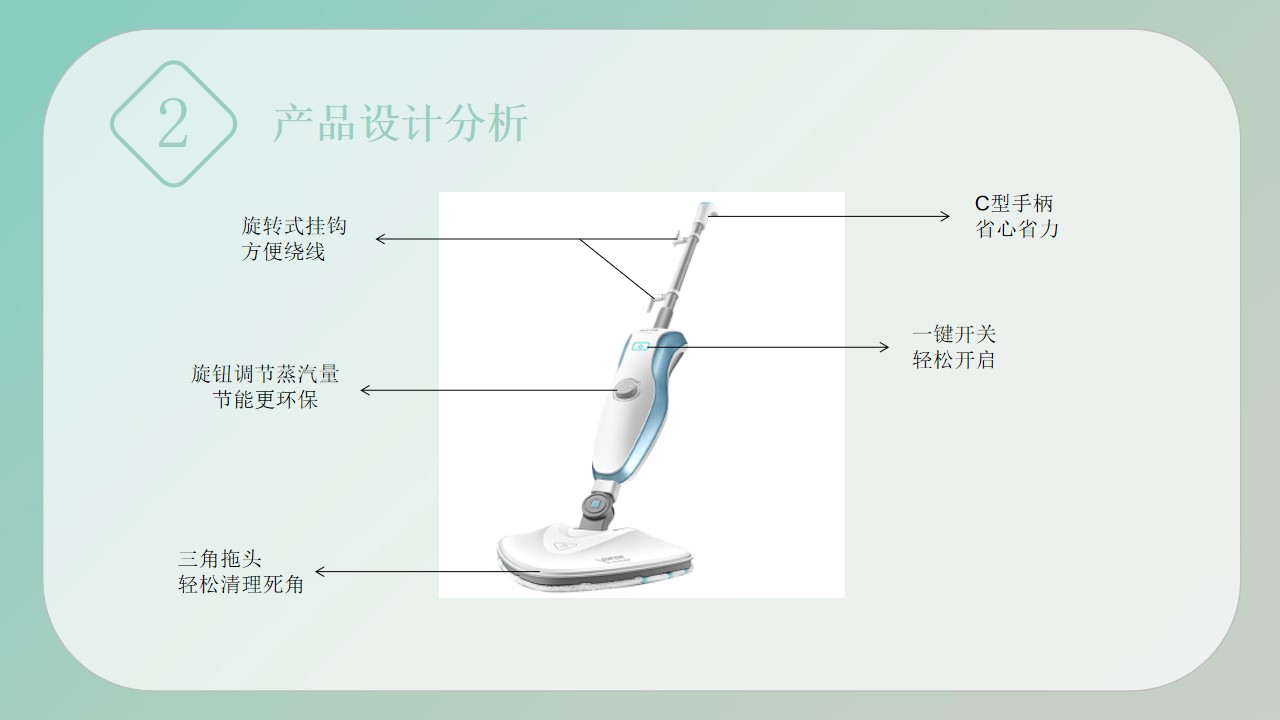 2
产品设计分析
旋转式挂钩
方便绕线
C型手柄
省心省力
一键开关
轻松开启
旋钮调节蒸汽量
节能更环保
三角拖头
轻松清理死角